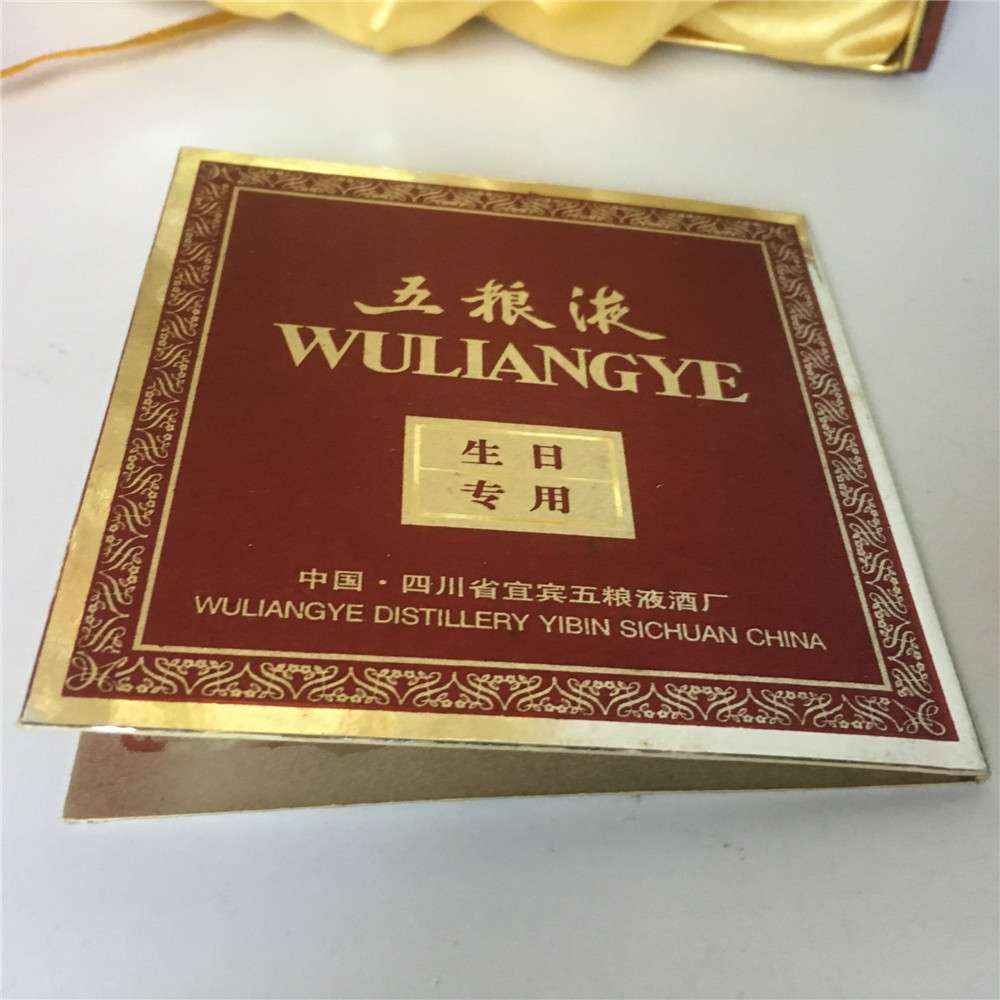 五粮液
WULIANGYE
生日
专用
中国·四川省宜宾五粮液酒厂
WULIANGYE DISTILLERY YIBIN SICHUAN CHINA